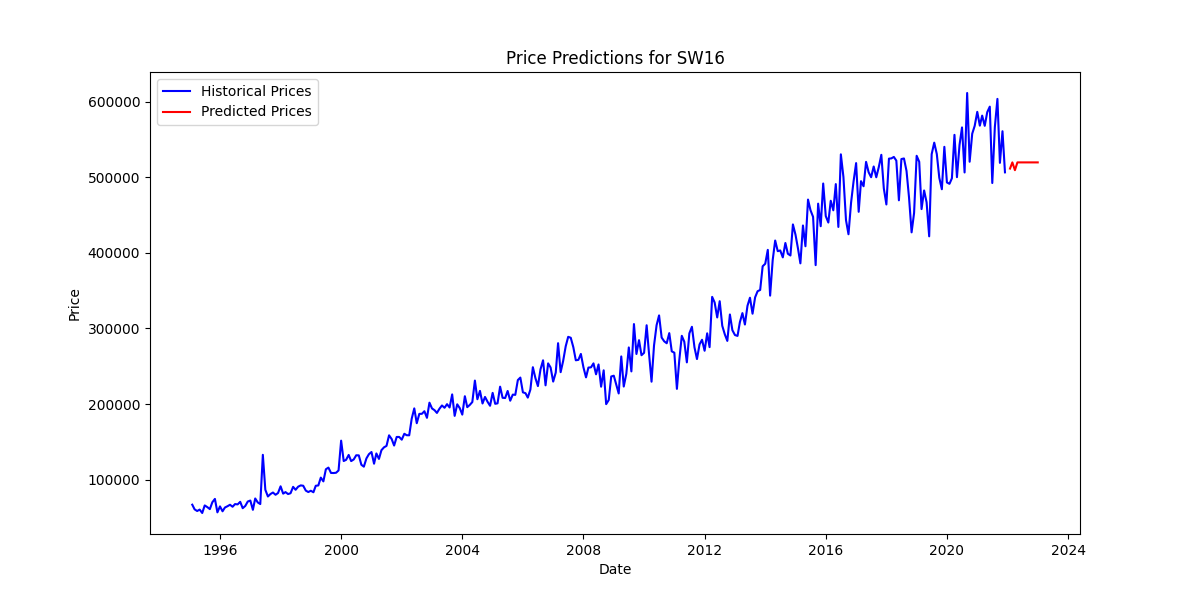 Price Predictions for SW16
Historical Prices
Predicted Prices
600000
500000
400000
300000
200000
100000
Price
1996
2000
2004
2008
2012
2016
2020
2024
Date